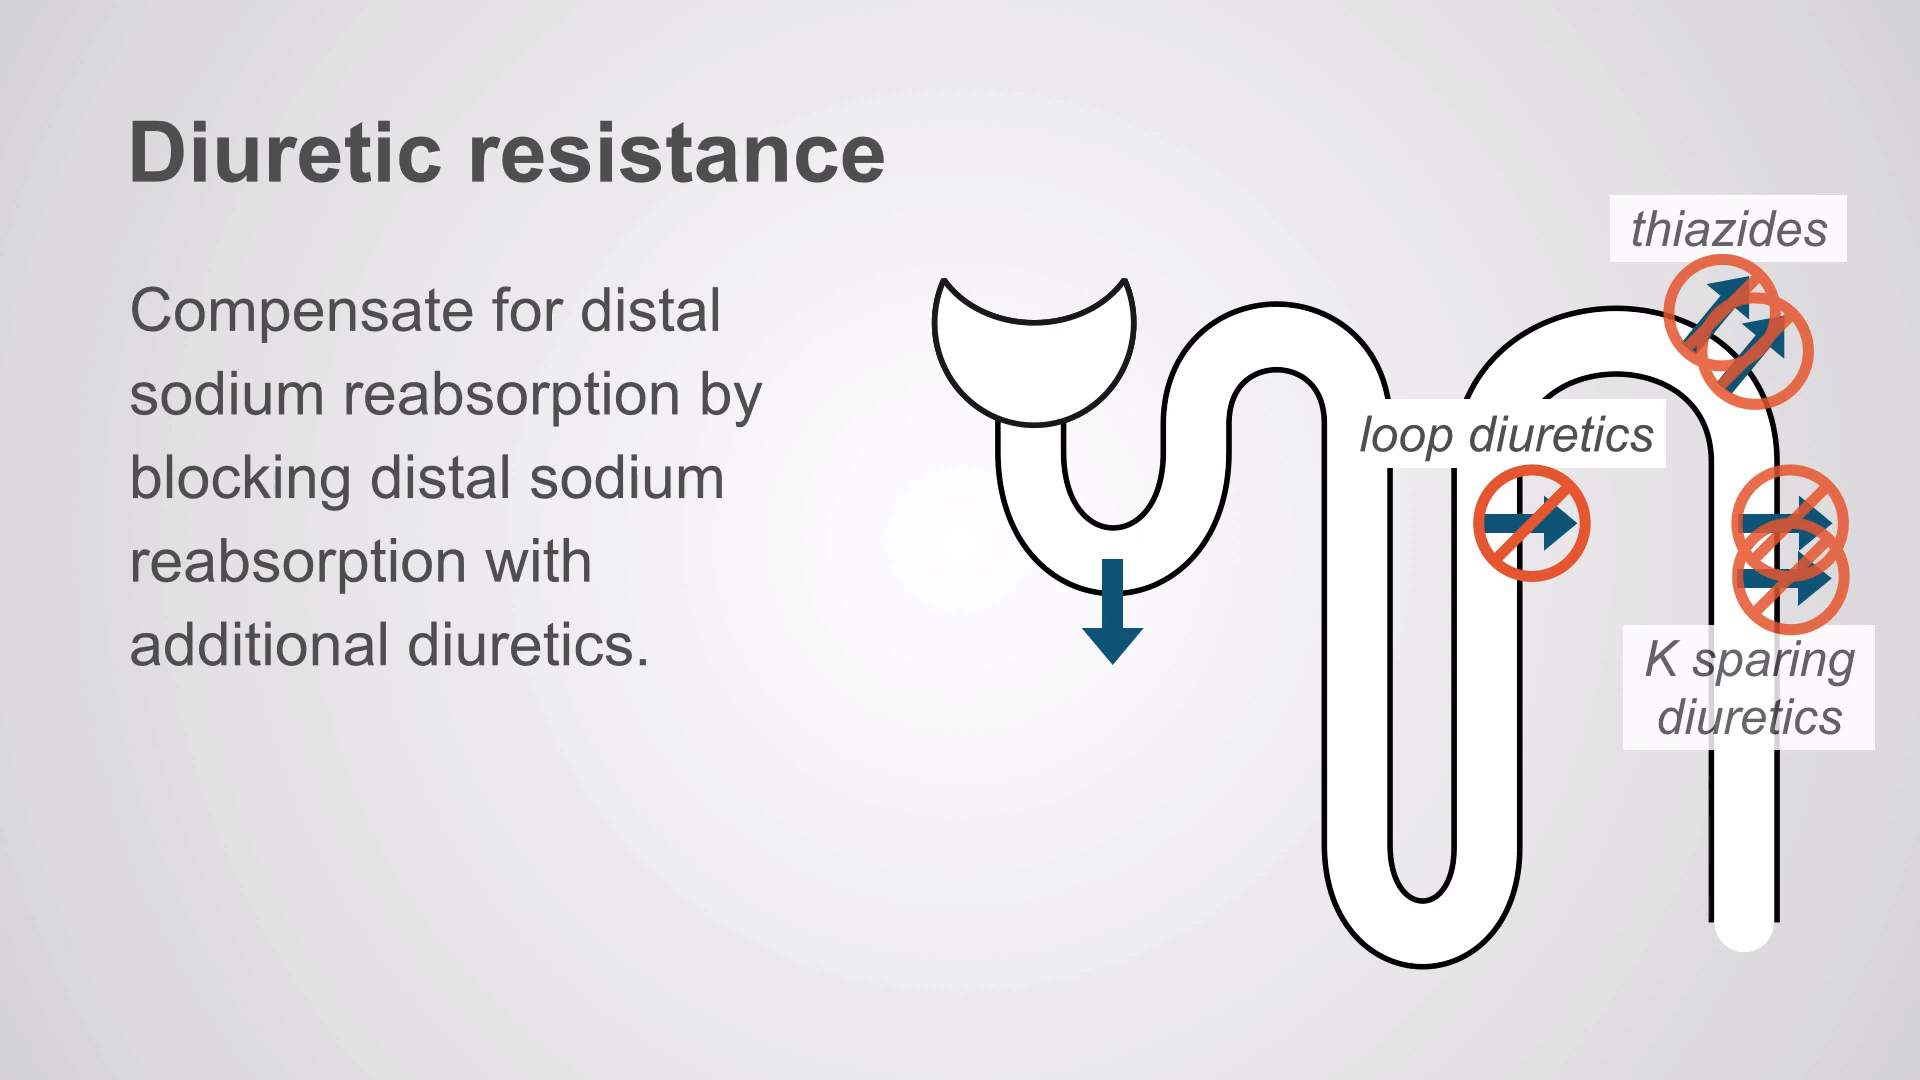 Diuretic resistance
Compensate for distal
sodium reabsorption by
blocking distal sodium
reabsorption with
additional diuretics.
thiazides
loop diuretics
K sparing
diuretics